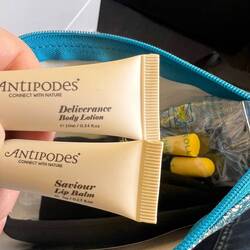 ANTIPODES
CONNECT WITH NATURE
Deliverance
Body Lotion
ANTIPODES
CONNECT WITH NATURE
Saviour
Lip Balm